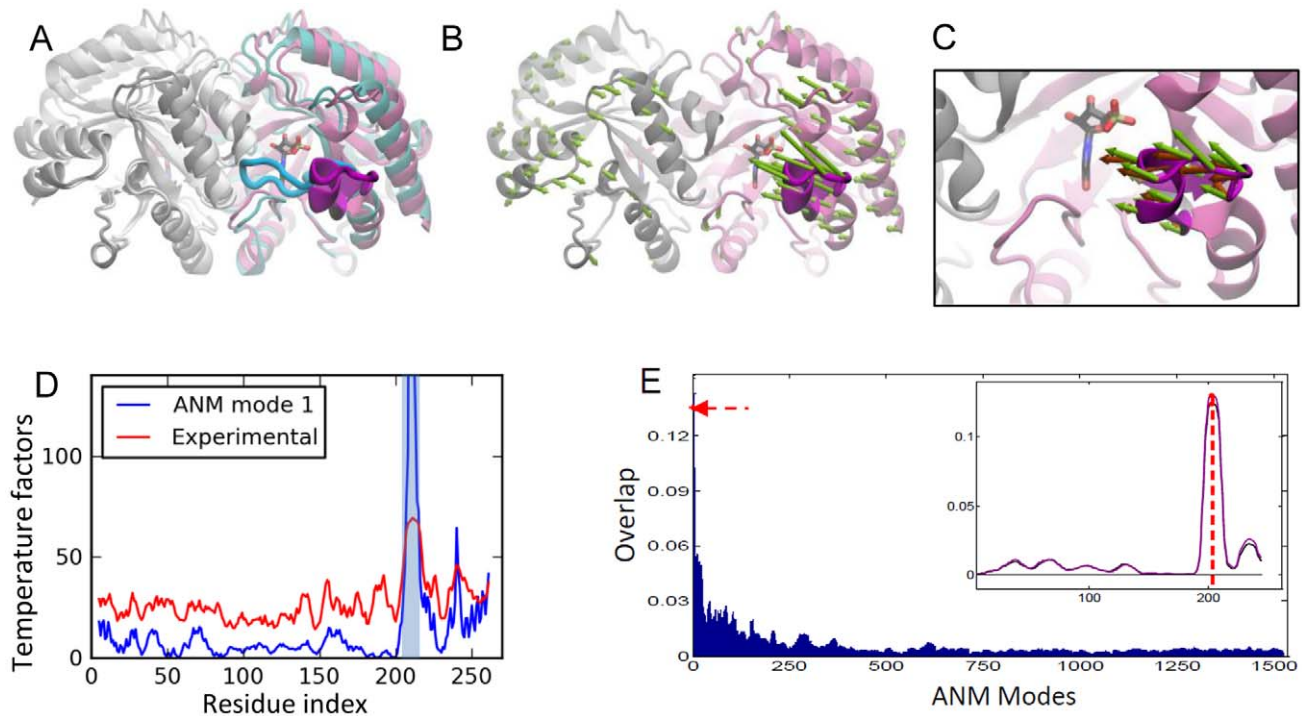 A
B
C
D
ANM mode 1
Experimental
Temperature factors
100
50
0
0
50
100
150
200
250
Residue index
E
Overlap
0.12
0.09
0.06
0.03
0
0
250
500
750
1000
1250
1500
ANM Modes
0.1
0.05
0
100
200